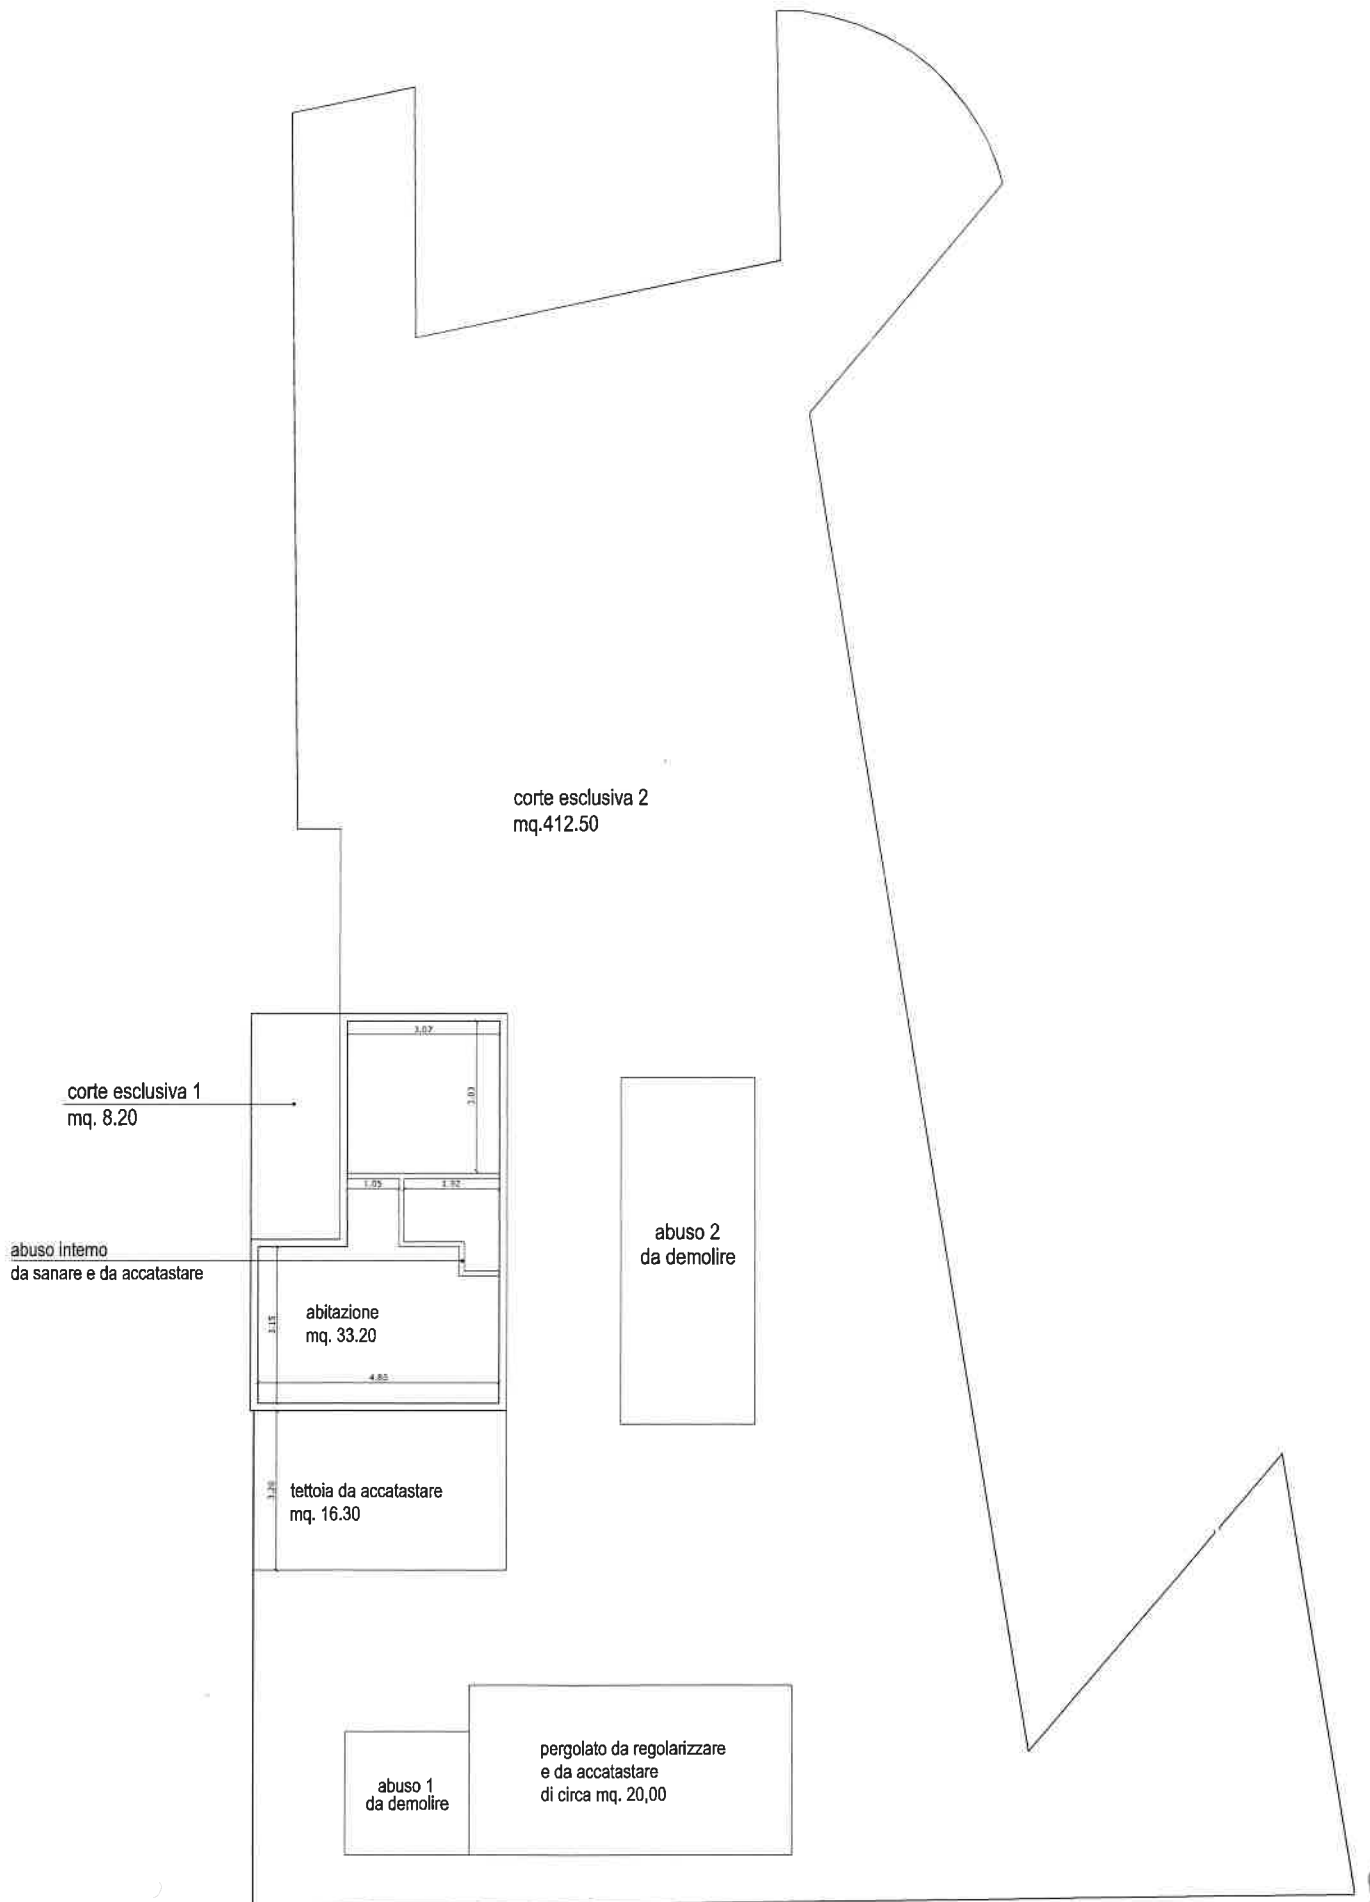 corte esclusiva 2
mq.412.50
3.07
3.03
corte esclusiva 1
mq. 8.20
1.05
1.92
abuso interno
da sanare e da accatastare
abuso 2
da demolire
abitazione
mq. 33.20
3.15
tettoia da accatastare
mq. 16.30
3.20
pergolato da regolarizzare
e da accatastare
di circa mq. 20,00
abuso 1
da demolire